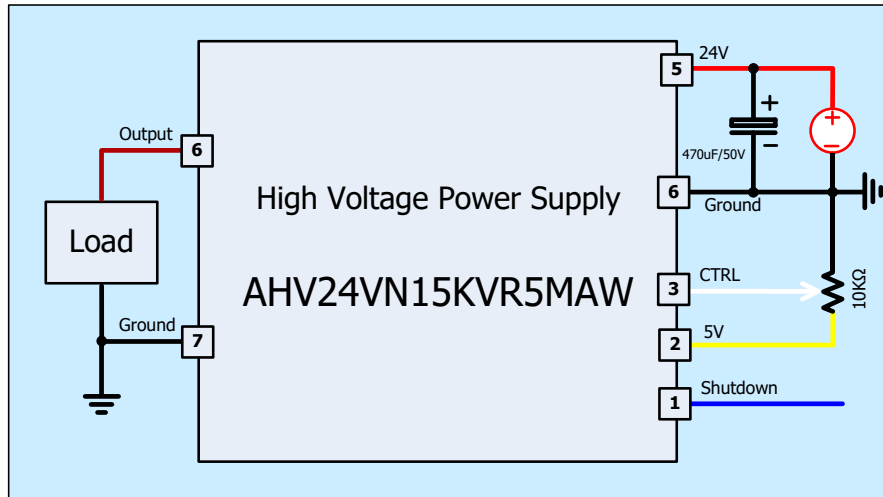 5
24V
Output
6
+
+
470uF/50V
−
−
High Voltage Power Supply
6
Ground
Load
AHV24VN15KVR5MAW
3
CTRL
10KΩ
Ground
7
2
5V
1
Shutdown